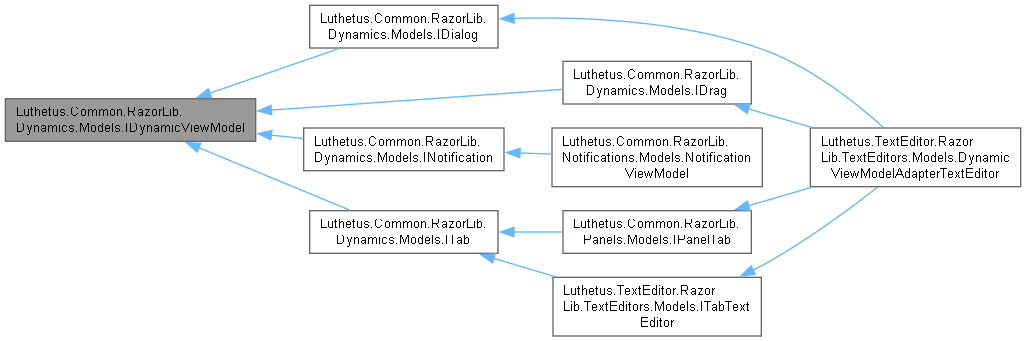 Luthetus.Common.RazorLib.
Dynamics.Models.IDynamicViewModel
Luthetus.Common.RazorLib.
Dynamics.Models.IDialog
Luthetus.Common.RazorLib.
Dynamics.Models.IDrag
Luthetus.Common.RazorLib.
Dynamics.Models.INotification
Luthetus.Common.RazorLib.
Notifications.Models.Notification
ViewModel
Luthetus.TextEditor.Razor
Lib.TextEditors.Models.Dynamic
ViewModelAdapterTextEditor
Luthetus.Common.RazorLib.
Dynamics.Models.ITab
Luthetus.Common.RazorLib.
Panels.Models.IPanelTab
Luthetus.TextEditor.Razor
Lib.TextEditors.Models.ITabText
Editor